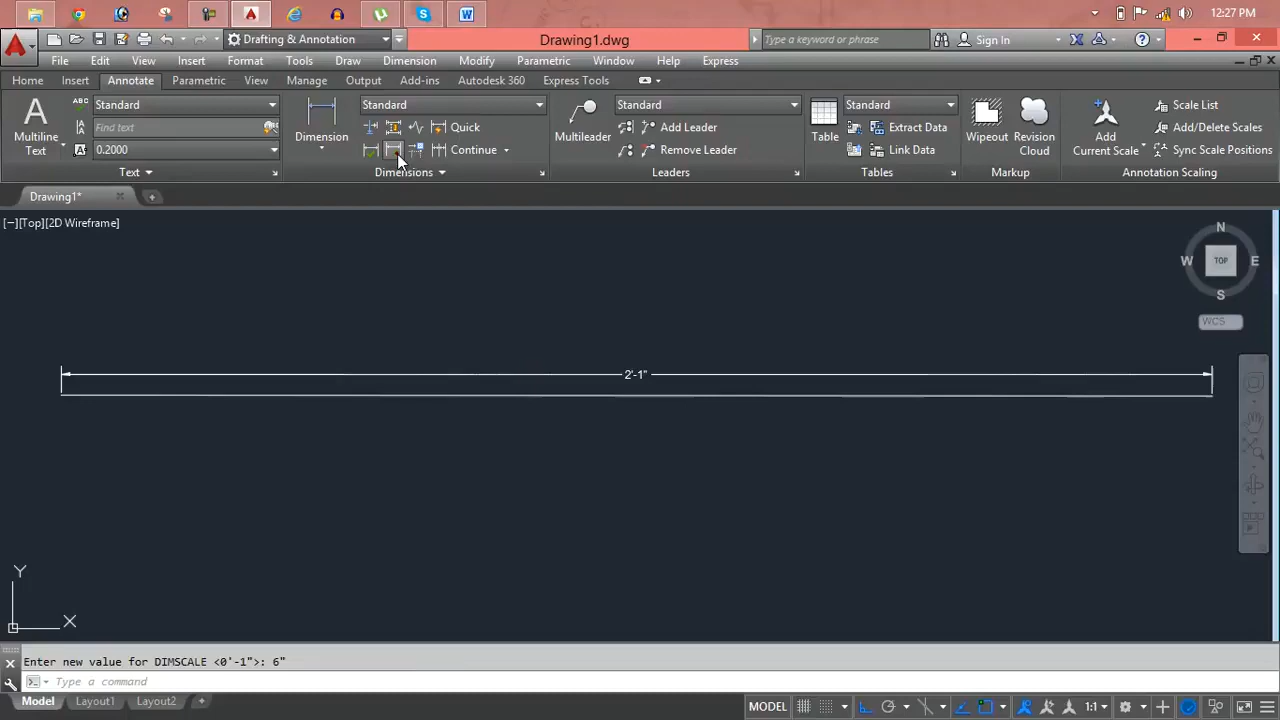 12:27 PM
Drafting & Annotation
Drawing1.dwg
Type a keyword or phrase
Sign In
File Edit View Insert Format Tools Draw Dimension Modify Parametric Window Help Express
Home Insert Annotate Parametric View Manage Output Add-ins Autodesk 360 Express Tools
A
Multiline
Text
ABC
Standard
Find text
0.2000
Text
Dimension
Standard
Quick
Continue
Dimensions
Multileader
Standard
Add Leader
Remove Leader
Leaders
Table
Standard
Extract Data
Link Data
Tables
Wipeout
Revision
Cloud
Markup
Add
Current Scale
Scale List
Add/Delete Scales
Sync Scale Positions
Annotation Scaling
Drawing1*
[−][Top][2D Wireframe]
N
W TOP E
S
WCS
2'-1"
Y
X
Enter new value for DIMSCALE <0'-1">: 6"
Type a command
Model Layout1 Layout2 +
MODEL
1:1